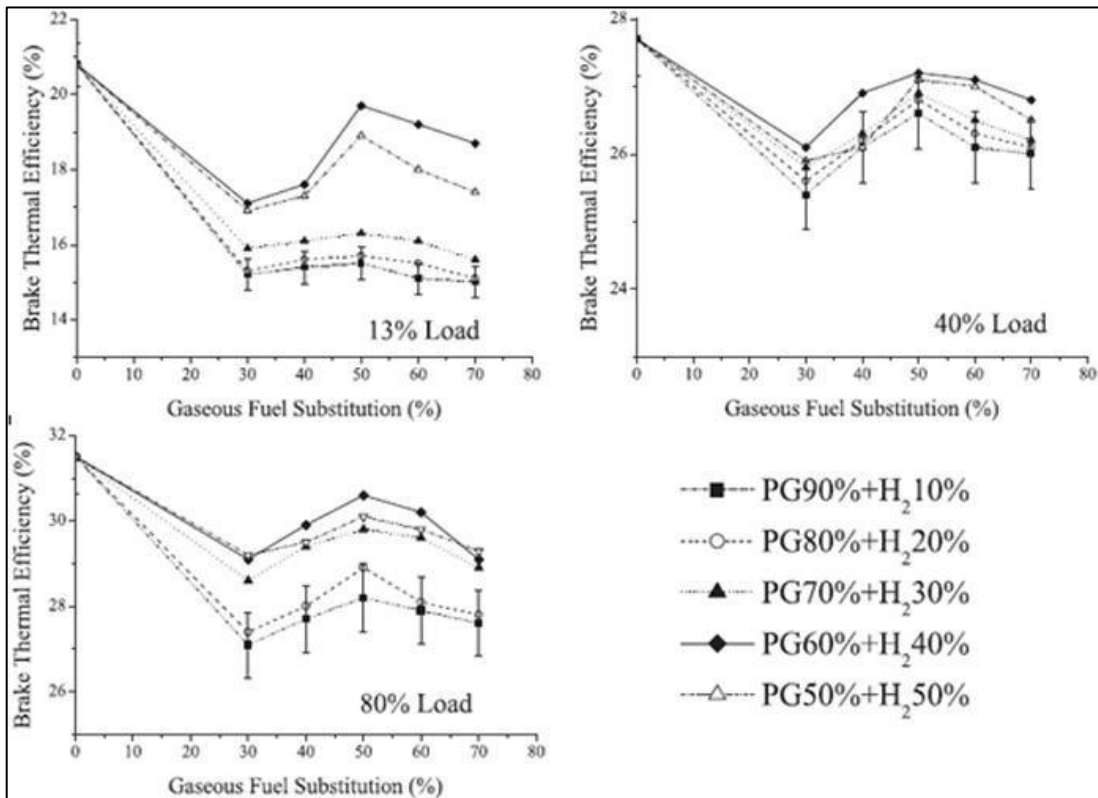 22
20
18
16
14
Brake Thermal Efficiency (%)
13% Load
0 10 20 30 40 50 60 70 80
Gaseous Fuel Substitution (%)
28
26
24
Brake Thermal Efficiency (%)
40% Load
0 10 20 30 40 50 60 70 80
Gaseous Fuel Substitution (%)
32
30
28
26
Brake Thermal Efficiency (%)
80% Load
0 10 20 30 40 50 60 70 80
Gaseous Fuel Substitution (%)
PG90%+H₂10%
PG80%+H₂20%
PG70%+H₂30%
PG60%+H₂40%
PG50%+H₂50%